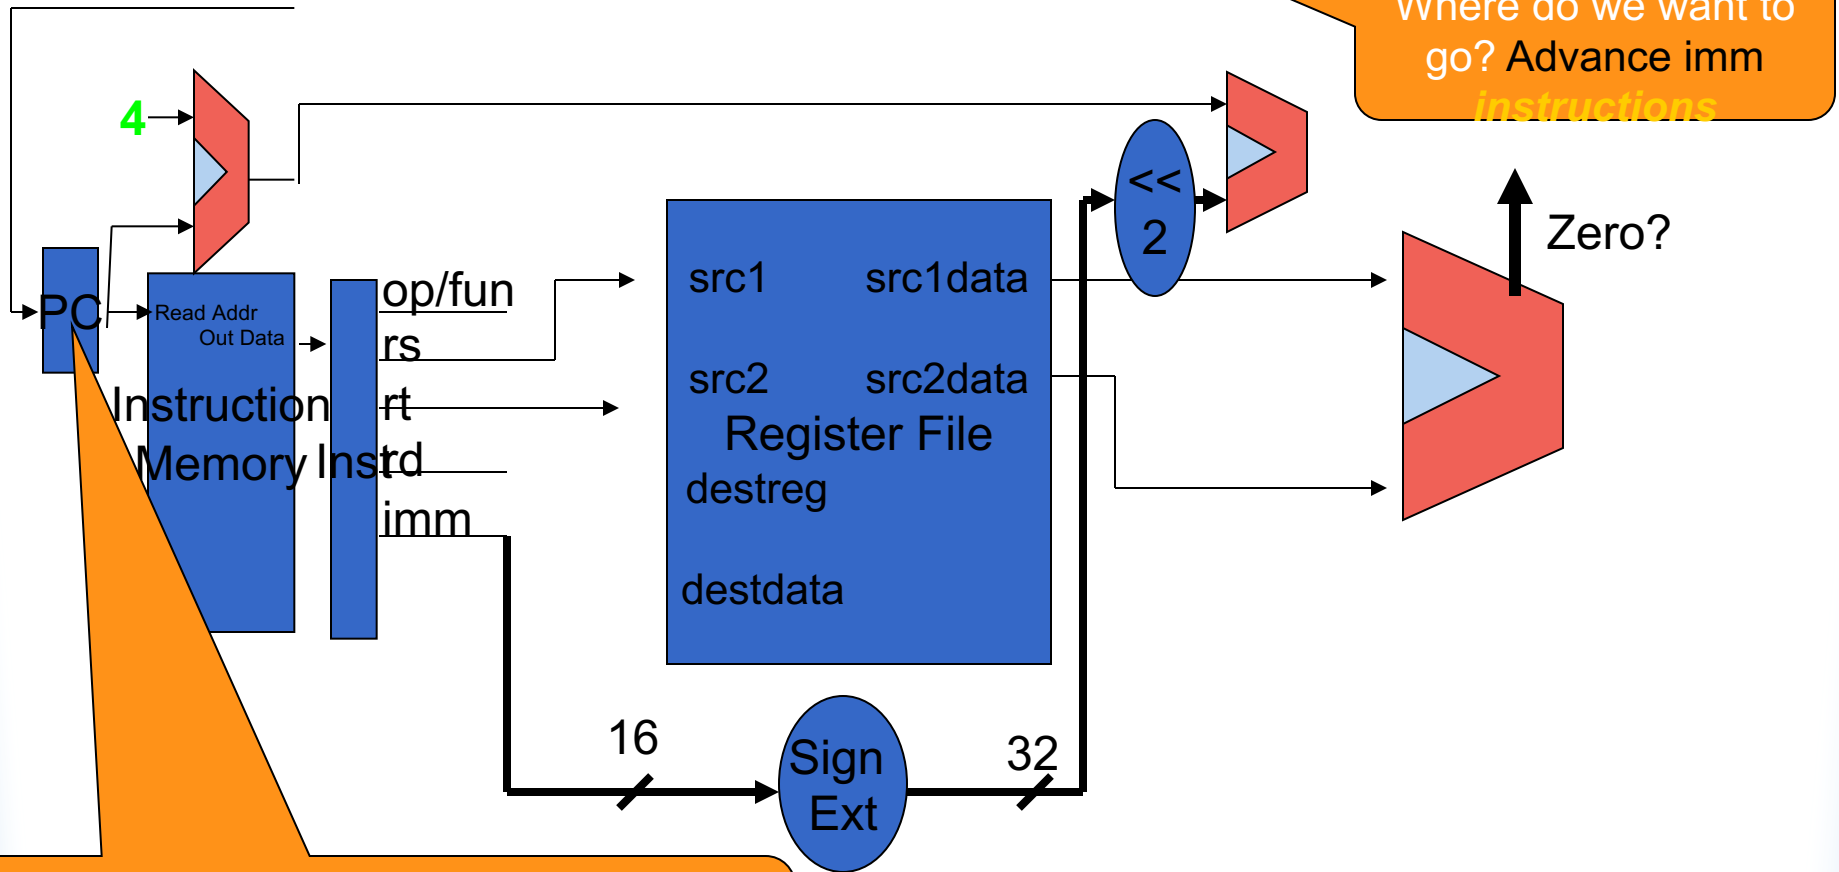 Where do we want to
go? Advance imm
instructions
4
<<
2
Zero?
PC
Read Addr
Out Data
Instruction
Memory
Inst
op/fun
rs
rt
rd
imm
src1
src1data
src2
src2data
Register File
destreg
destdata
16
Sign
Ext
32